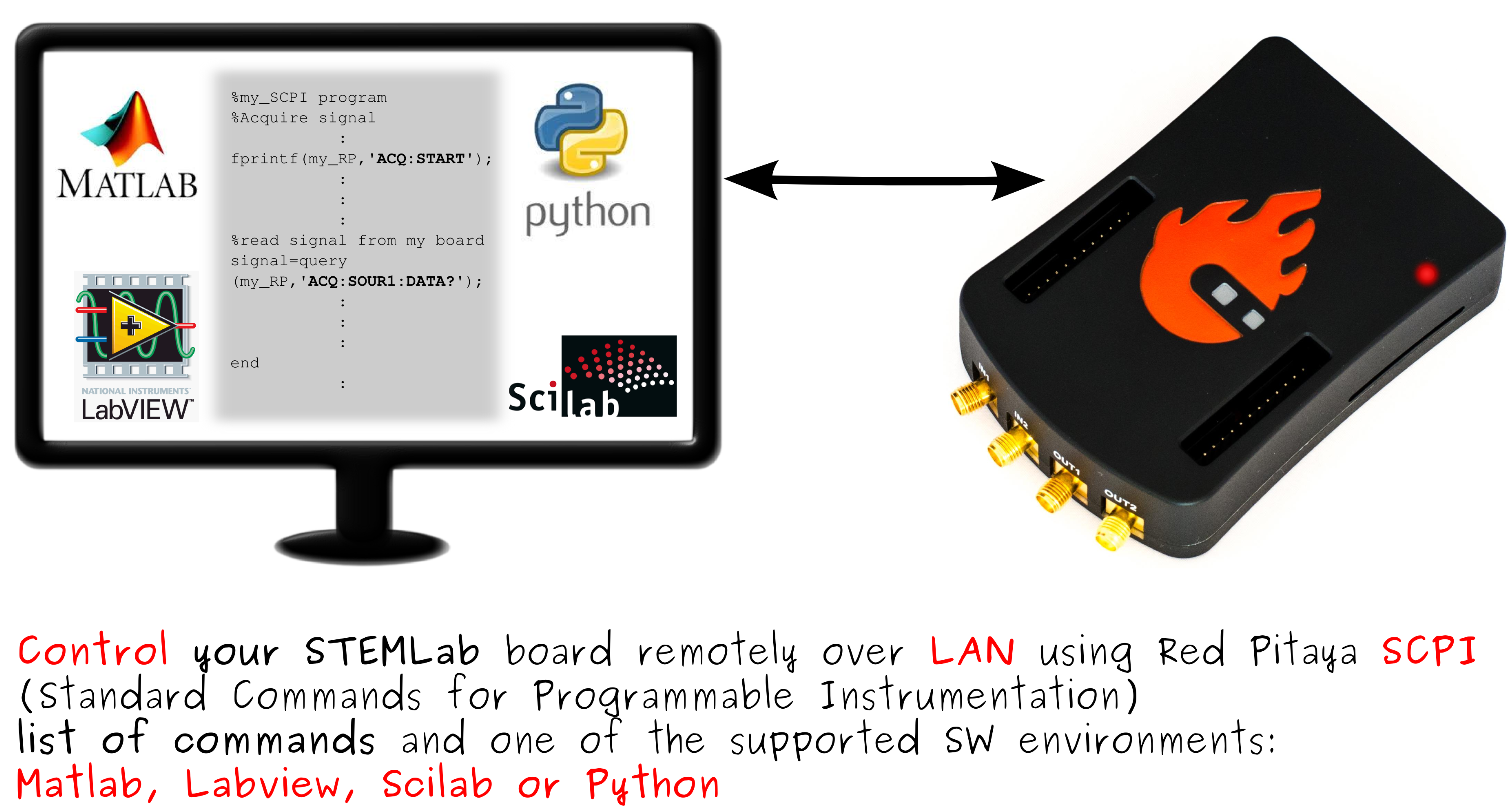 MATLAB
%my_SCPI program
%Acquire signal
:
fprintf(my_RP,'ACQ:START');
:
:
:
%read signal from my board
signal=query
(my_RP,'ACQ:SOUR1:DATA?');
:
:
:
end
:
python
NATIONAL INSTRUMENTS
LabVIEW™
Scilab
IN1
IN2
OUT1
OUT2
Control your STEMLab board remotely over LAN using Red Pitaya SCPI
(Standard Commands for Programmable Instrumentation)
list of commands and one of the supported SW environments:
Matlab, Labview, Scilab or Python